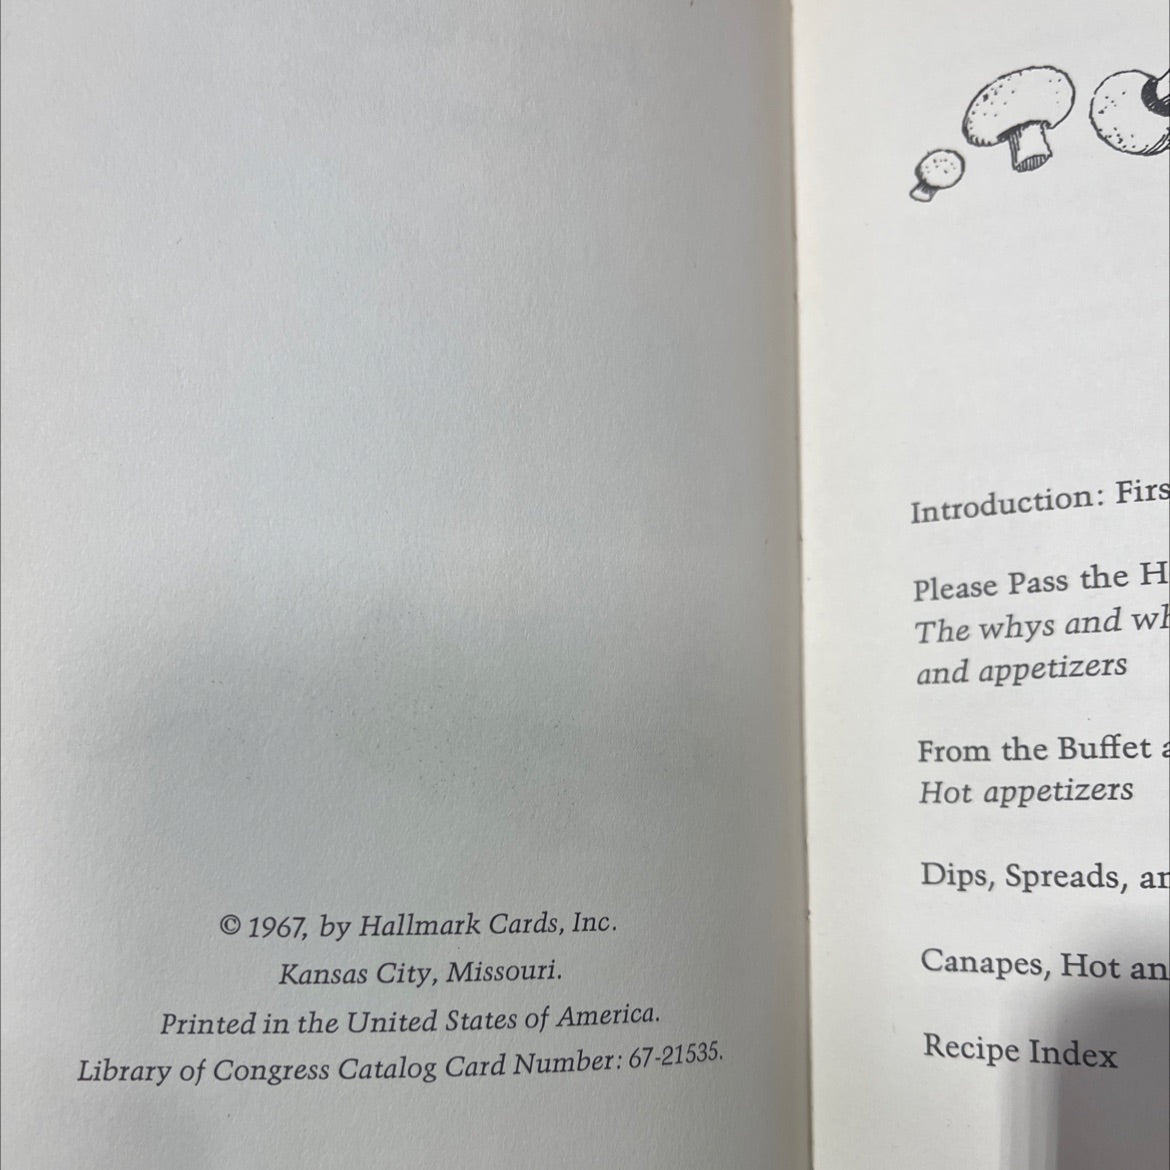 © 1967, by Hallmark Cards, Inc.
Kansas City, Missouri.
Printed in the United States of America.
Library of Congress Catalog Card Number: 67-21535.
Introduction: Firs
Please Pass the H
The whys and wh
and appetizers
From the Buffet a
Hot appetizers
Dips, Spreads, an
Canapes, Hot an
Recipe Index